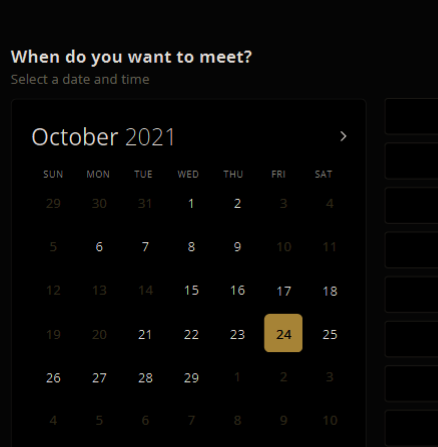 When do you want to meet?
Select a date and time
October 2021
SUN MON TUE WED THU FRI SAT
29 30 31 1 2 3 4
5 6 7 8 9 10 11
12 13 14 15 16 17 18
19 20 21 22 23 24 25
26 27 28 29 1 2 3
4 5 6 7 8 9 10